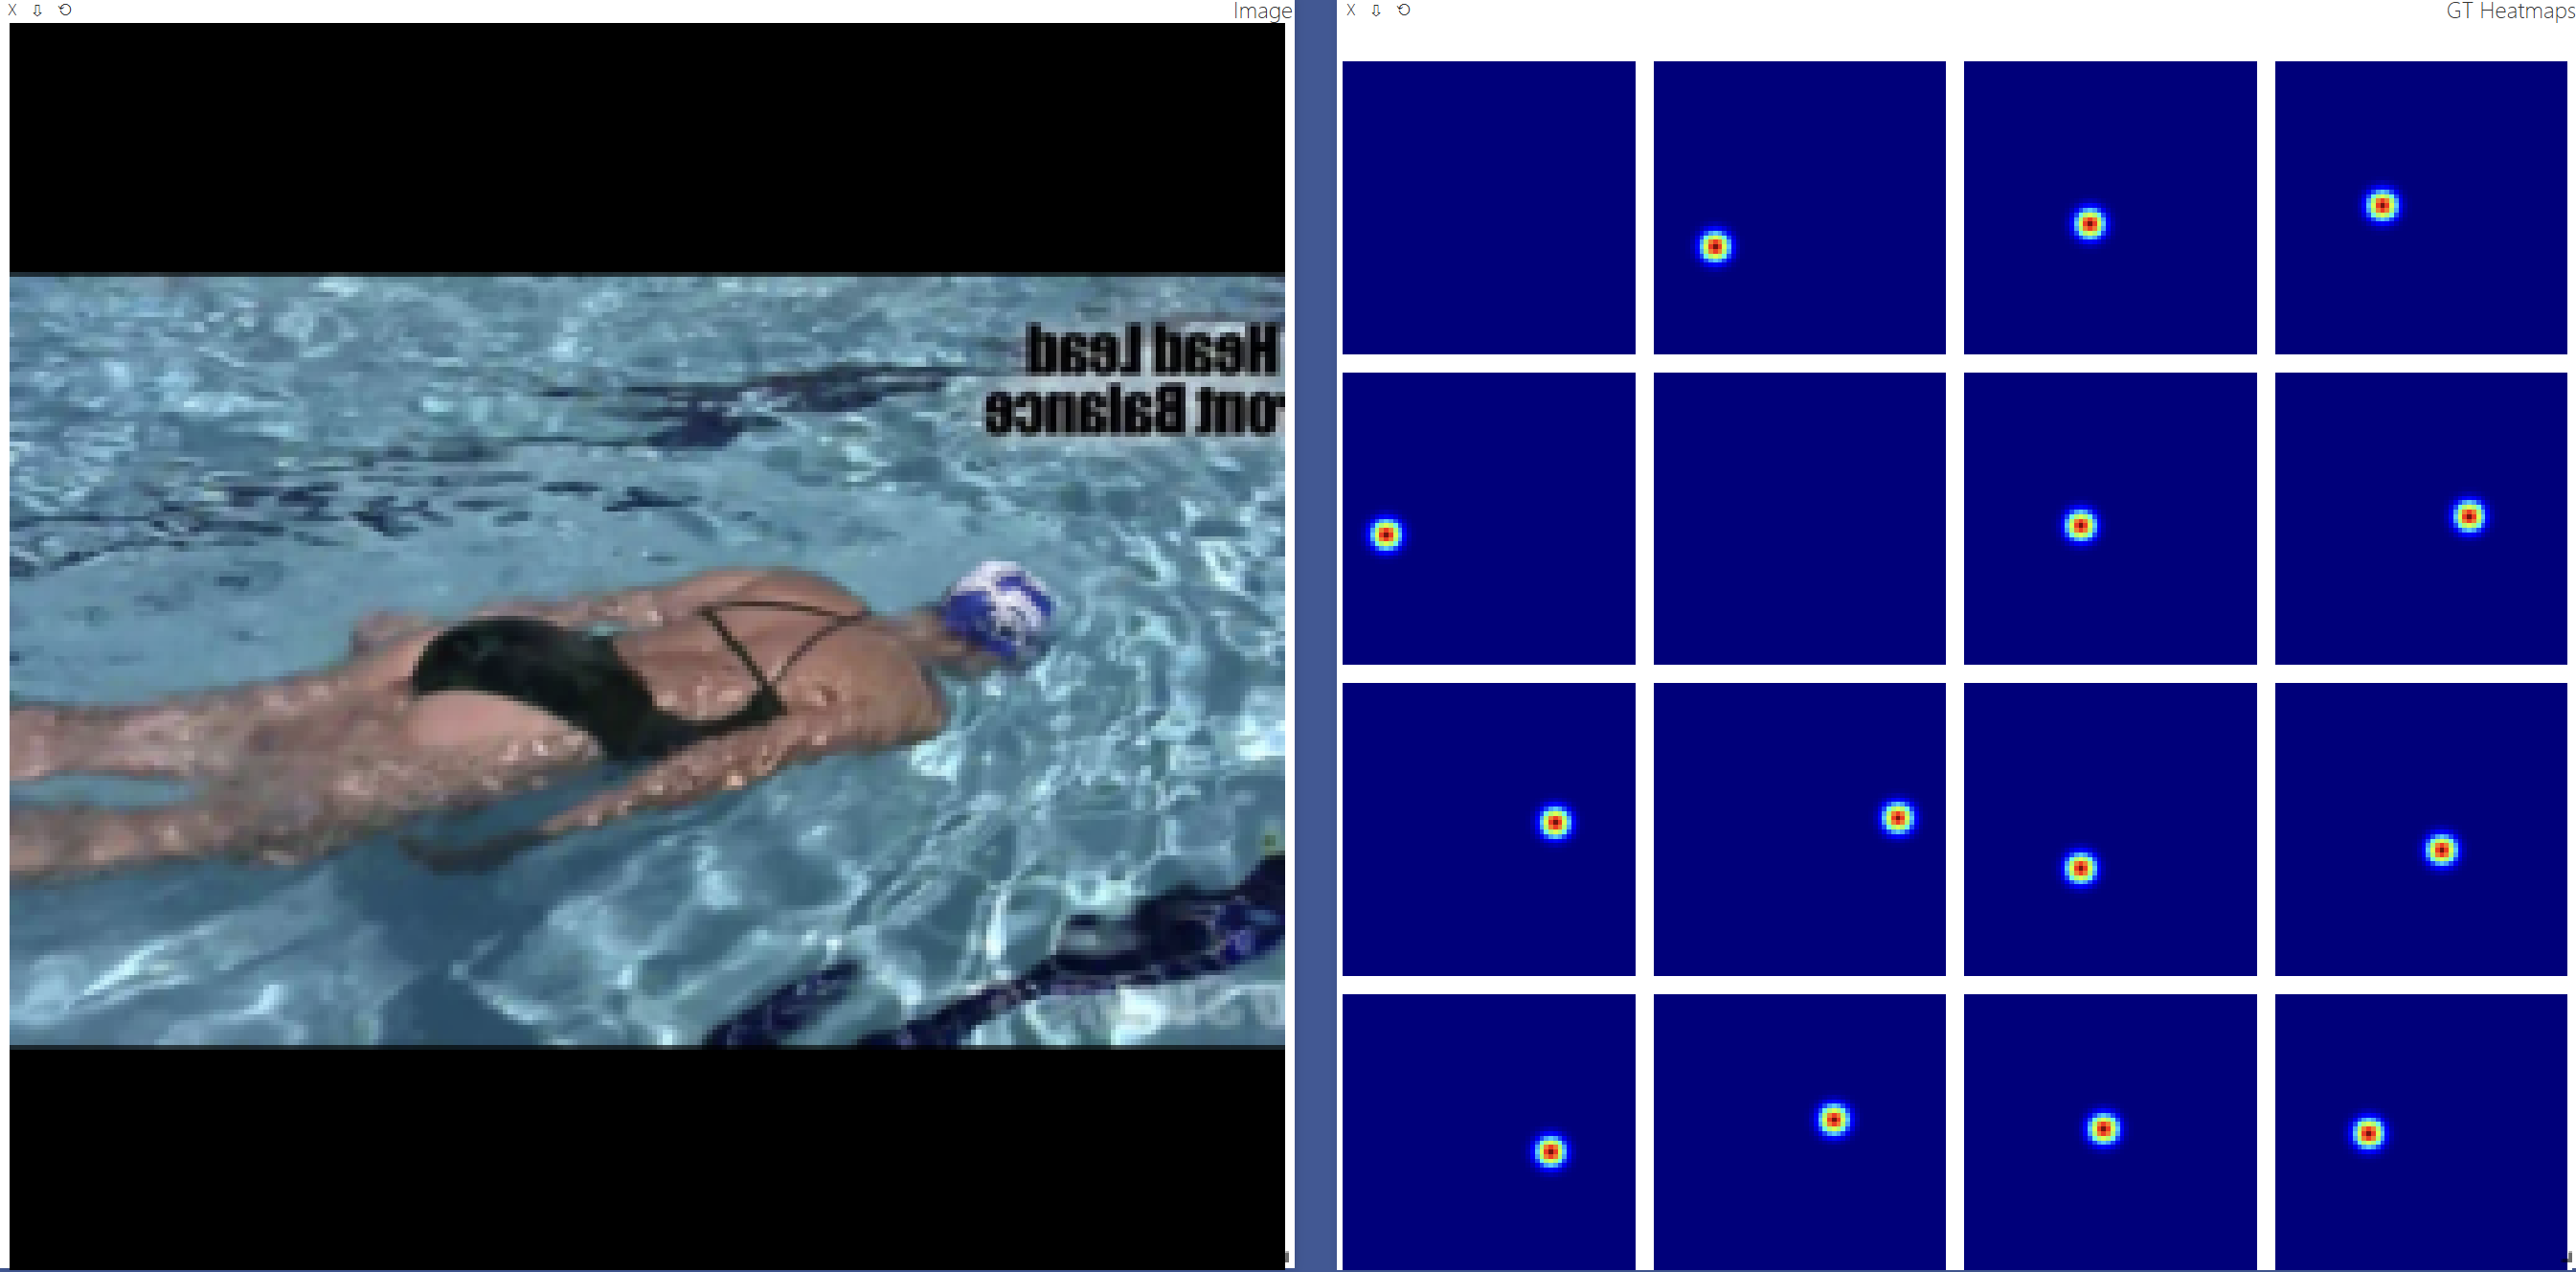 X ⇩ ⟲ Image
X ⇩ ⟲ GT Heatmaps
Head Lead
ont Balance